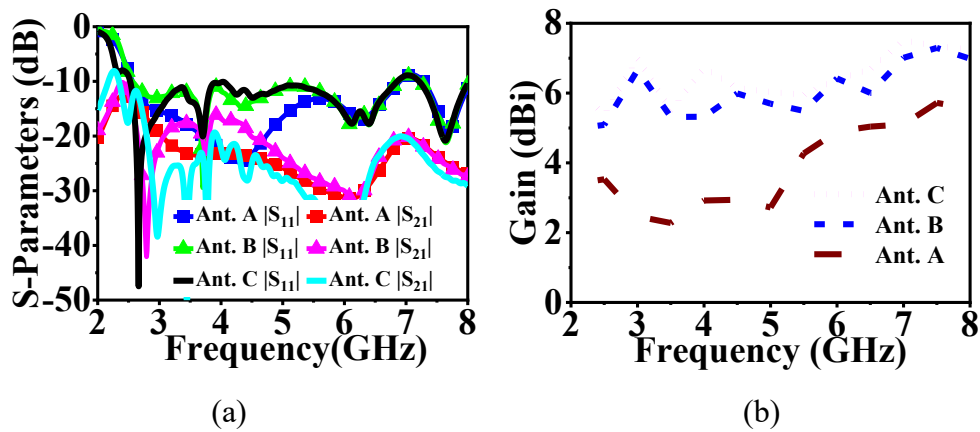 0
-10
-20
-30
-40
-50
S-Parameters (dB)
Ant. A |S11| Ant. A |S21|
Ant. B |S11| Ant. B |S21|
Ant. C |S11| Ant. C |S21|
2 3 4 5 6 7 8
Frequency(GHz)
(a)
8
6
4
2
0
Gain (dBi)
Ant. C
Ant. B
Ant. A
2 3 4 5 6 7 8
Frequency (GHz)
(b)